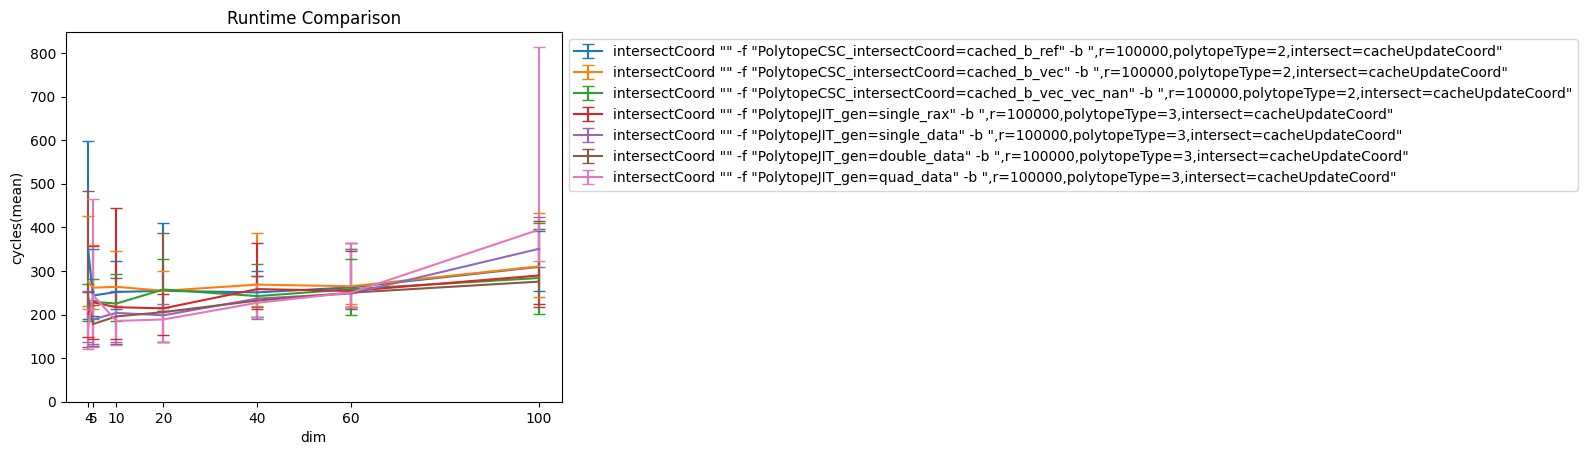 Runtime Comparison
800
700
600
500
400
300
200
100
0
cycles(mean)
4 5 10 20 40 60 100
dim
intersectCoord "" -f "PolytopeCSC_intersectCoord=cached_b_ref" -b ",r=100000,polytopeType=2,intersect=cacheUpdateCoord"
intersectCoord "" -f "PolytopeCSC_intersectCoord=cached_b_vec" -b ",r=100000,polytopeType=2,intersect=cacheUpdateCoord"
intersectCoord "" -f "PolytopeCSC_intersectCoord=cached_b_vec_vec_nan" -b ",r=100000,polytopeType=2,intersect=cacheUpdateCoord"
intersectCoord "" -f "PolytopeJIT_gen=single_rax" -b ",r=100000,polytopeType=3,intersect=cacheUpdateCoord"
intersectCoord "" -f "PolytopeJIT_gen=single_data" -b ",r=100000,polytopeType=3,intersect=cacheUpdateCoord"
intersectCoord "" -f "PolytopeJIT_gen=double_data" -b ",r=100000,polytopeType=3,intersect=cacheUpdateCoord"
intersectCoord "" -f "PolytopeJIT_gen=quad_data" -b ",r=100000,polytopeType=3,intersect=cacheUpdateCoord"